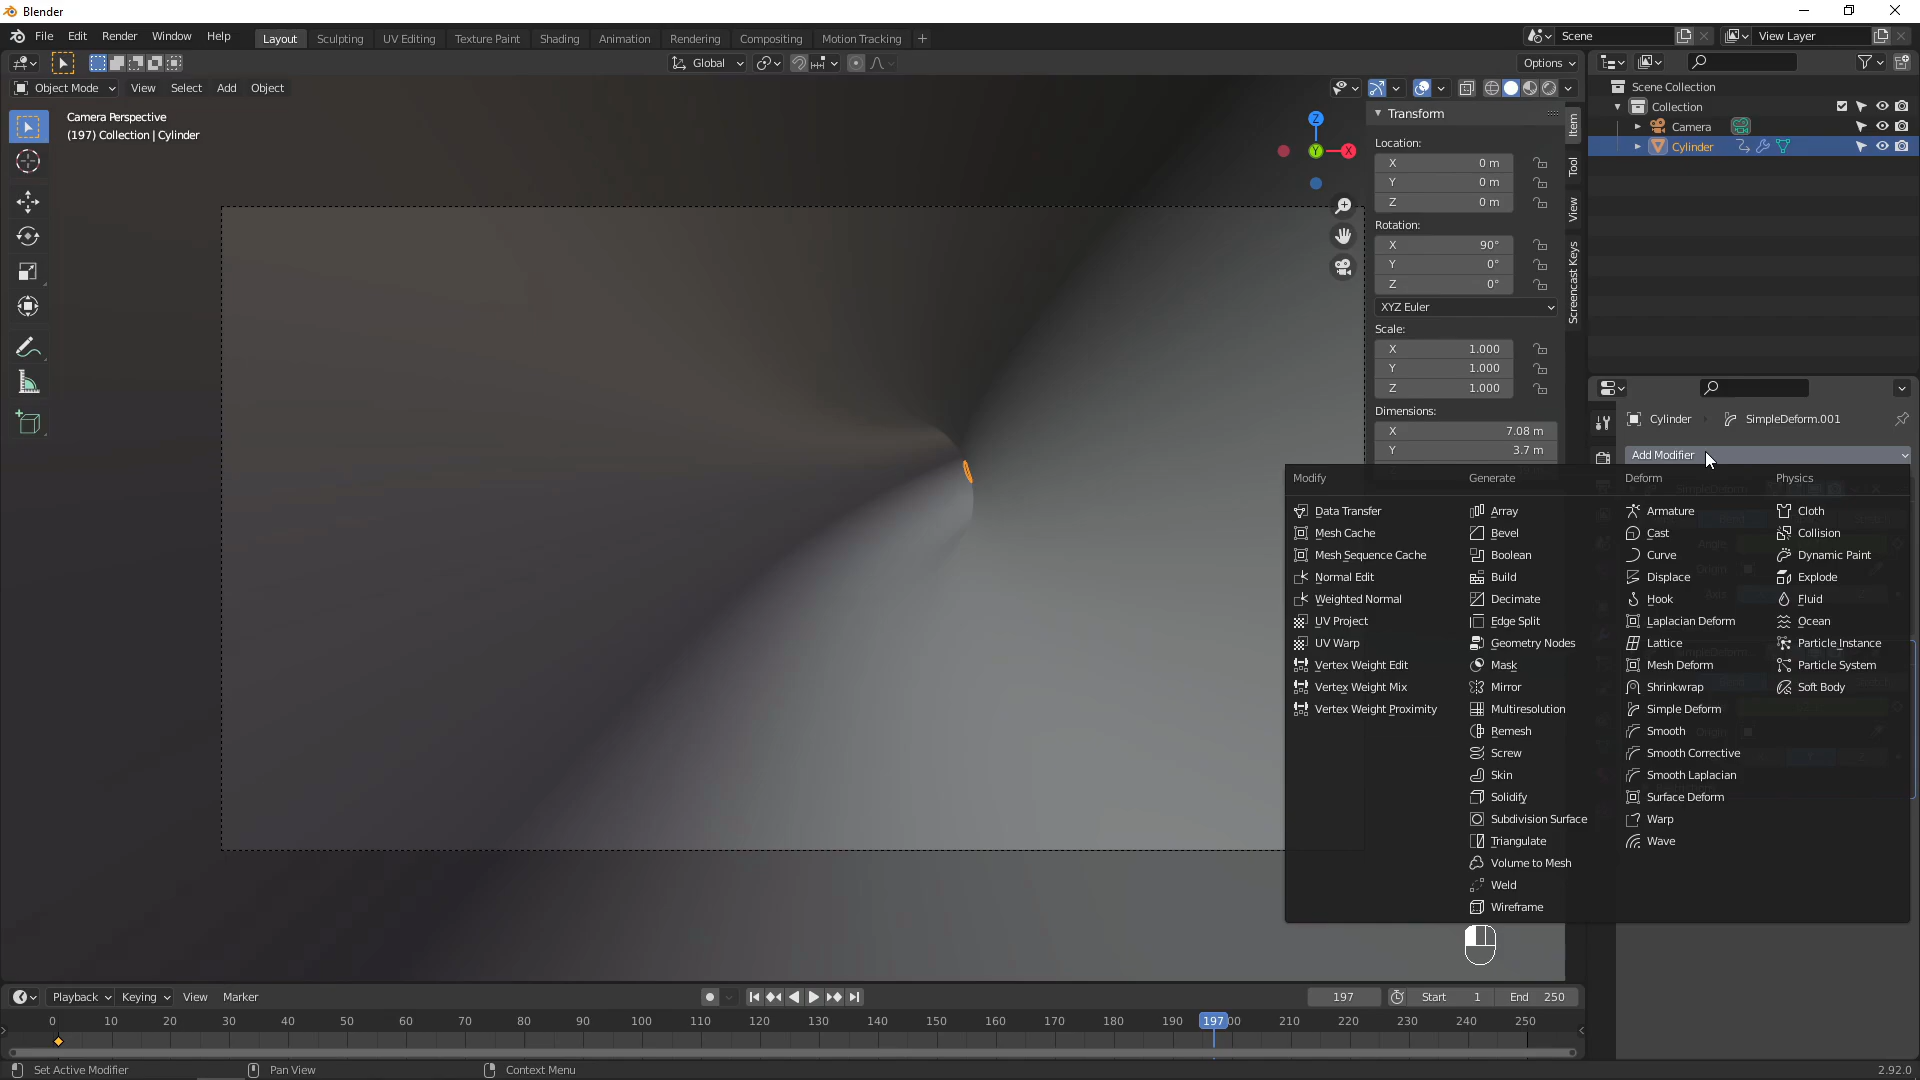 Blender
File Edit Render Window Help
Layout Sculpting UV Editing Texture Paint Shading Animation Rendering Compositing Motion Tracking +
Scene View Layer
Global Options
Object Mode View Select Add Object
Camera Perspective
(197) Collection | Cylinder
Z
Y
X
Transform
Location:
X 0 m
Y 0 m
Z 0 m
Rotation:
X 90°
Y 0°
Z 0°
XYZ Euler
Scale:
X 1.000
Y 1.000
Z 1.000
Dimensions:
X 7.08 m
Y 3.7 m
Item
Tool
View
Screencast Keys
Scene Collection
Collection
Camera
Cylinder
Cylinder SimpleDeform.001
Add Modifier
Modify Generate Deform Physics
Data Transfer Array Armature Cloth
Mesh Cache Bevel Cast Collision
Mesh Sequence Cache Boolean Curve Dynamic Paint
Normal Edit Build Displace Explode
Weighted Normal Decimate Hook Fluid
UV Project Edge Split Laplacian Deform Ocean
UV Warp Geometry Nodes Lattice Particle Instance
Vertex Weight Edit Mask Mesh Deform Particle System
Vertex Weight Mix Mirror Shrinkwrap Soft Body
Vertex Weight Proximity Multiresolution Simple Deform
Remesh Smooth
Screw Smooth Corrective
Skin Smooth Laplacian
Solidify Surface Deform
Subdivision Surface Warp
Triangulate Wave
Volume to Mesh
Weld
Wireframe
Playback Keying View Marker 197 Start 1 End 250
0 10 20 30 40 50 60 70 80 90 100 110 120 130 140 150 160 170 180 190 197 00 210 220 230 240 250
Set Active Modifier Pan View Context Menu 2.92.0